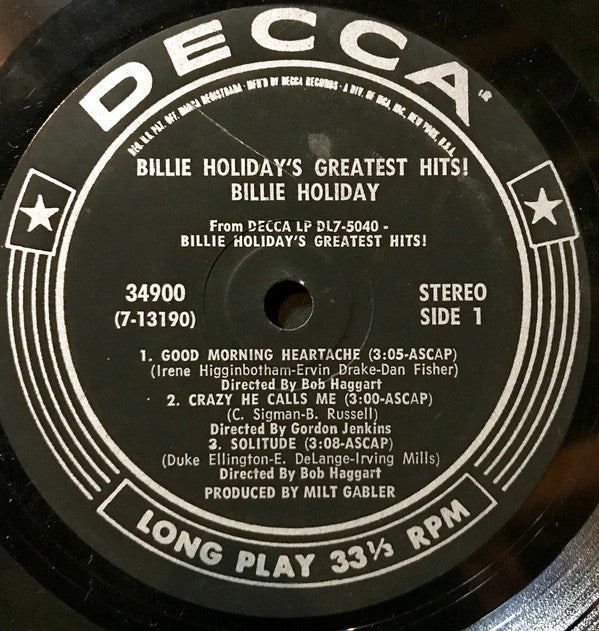 DECCA®
REG. U.S. PAT. OFF. MARCA REGISTRADA · MFR'D BY DECCA RECORDS · A DIV. OF MCA, INC., NEW YORK, U.S.A.
BILLIE HOLIDAY'S GREATEST HITS!
BILLIE HOLIDAY
From DECCA LP DL7-5040 -
BILLIE HOLIDAY'S GREATEST HITS!
34900
(7-13190)
STEREO
SIDE 1
1. GOOD MORNING HEARTACHE (3:05-ASCAP)
(Irene Higginbotham-Ervin Drake-Dan Fisher)
Directed By Bob Haggart
2. CRAZY HE CALLS ME (3:00-ASCAP)
(C. Sigman-B. Russell)
Directed By Gordon Jenkins
3. SOLITUDE (3:08-ASCAP)
(Duke Ellington-E. DeLange-Irving Mills)
Directed By Bob Haggart
PRODUCED BY MILT GABLER
LONG PLAY 33⅓ RPM